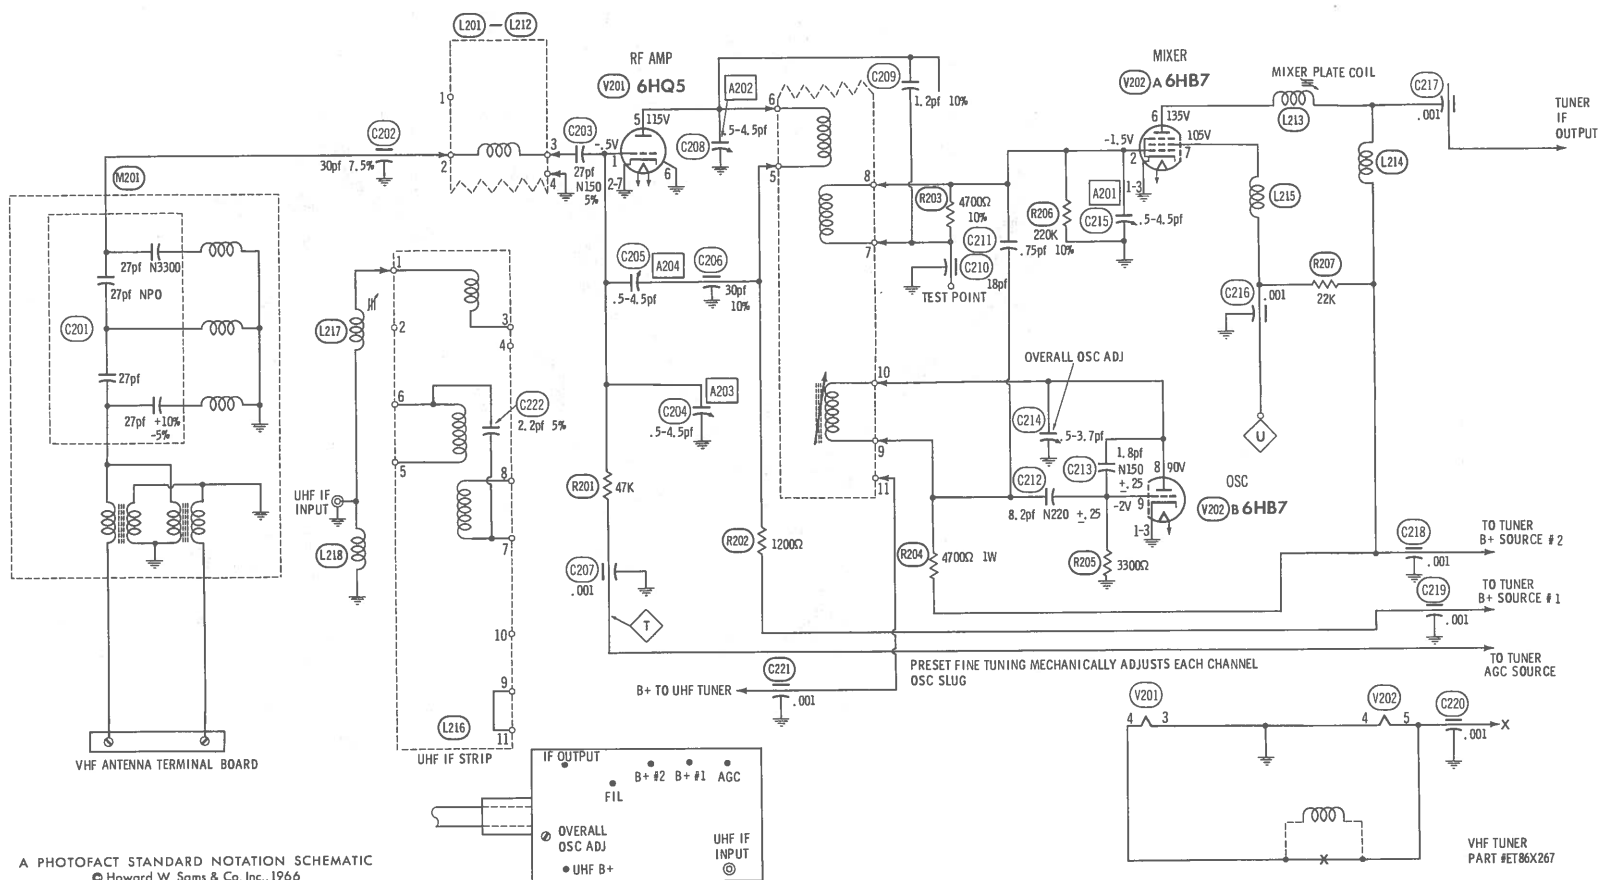 L201 — L212
1
2
3
4
C202
30pf 7.5%
M201
C203
27pf
N150
5%
RF AMP
V201 6HQ5
5 115V
-.5V
1
2-7
6
A202
.5-4.5pf
C208
C209
1.2pf 10%
6
5
8
7
R203
4700Ω
10%
C211
.75pf 10%
C210
18pf
TEST POINT
MIXER
V202 A 6HB7
6 135V
105V
-1.5V
2
7
1-3
A201
C215
.5-4.5pf
R206
220K
MIXER PLATE COIL
L213
C217
.001
TUNER
IF
OUTPUT
L214
L215
R207
22K
C216
.001
U
27pf N3300
27pf NPO
C201
27pf
27pf +10%
-5%
L217
UHF IF
INPUT
L218
1
2
3
4
6
5
C222
2.2pf 5%
8
7
10
9
11
L216
UHF IF STRIP
C205
A204
C206
.5-4.5pf
30pf
10%
A203
C204
.5-4.5pf
R201
47K
C207
.001
T
R202
1200Ω
10
9
11
OVERALL OSC ADJ
C214
.5-3.7pf
C213
1.8pf
N150
±.25
-2V
C212
8.2pf N220 ±.25
8 90V
9
1-3
OSC
V202 B 6HB7
R204
4700Ω 1W
R205
3300Ω
C218
.001
TO TUNER
B+ SOURCE #2
C219
.001
TO TUNER
B+ SOURCE #1
TO TUNER
AGC SOURCE
PRESET FINE TUNING MECHANICALLY ADJUSTS EACH CHANNEL
OSC SLUG
C221
.001
B+ TO UHF TUNER
VHF ANTENNA TERMINAL BOARD
IF OUTPUT
FIL
B+ #2 B+ #1 AGC
OVERALL
OSC ADJ
UHF IF
INPUT
UHF B+
V201
4 3
V202
4 5
C220
.001
X
X
VHF TUNER
PART #ET86X267
A PHOTOFACT STANDARD NOTATION SCHEMATIC
© Howard W. Sams & Co. Inc., 1966